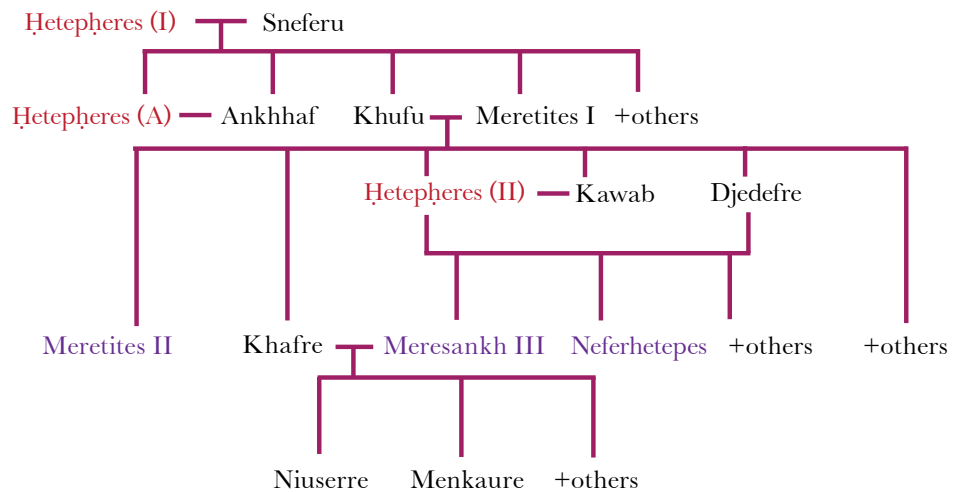 Ḥetepḥeres (I) Sneferu
Ḥetepḥeres (A) Ankhhaf Khufu Meretites I +others
Ḥetepḥeres (II) Kawab Djedefre
Meretites II Khafre Meresankh III Neferhetepes +others +others
Niuserre Menkaure +others